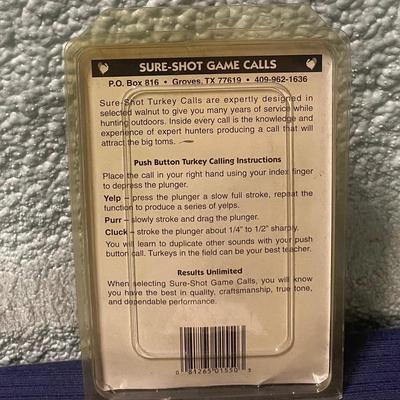 SURE-SHOT GAME CALLS
P.O. Box 816 • Groves, TX 77619 • 409-962-1636
Sure-Shot Turkey Calls are expertly designed in
selected walnut to give you many years of service while
hunting outdoors. Inside every call is the knowledge and
experience of expert hunters producing a call that will
attract the big toms.
Push Button Turkey Calling Instructions
Place the call in your right hand using your index finger
to depress the plunger.
Yelp – press the plunger a slow full stroke, repeat the
function to produce a series of yelps.
Purr – slowly stroke and drag the plunger.
Cluck – stroke the plunger about 1/4" to 1/2" sharply.
You will learn to duplicate other sounds with your push
button call. Turkeys in the field can be your best teacher.
Results Unlimited
When selecting Sure-Shot Game Calls, you will know
you have the best in quality, craftsmanship, true tone,
and dependable performance.
0 81265 01550 3